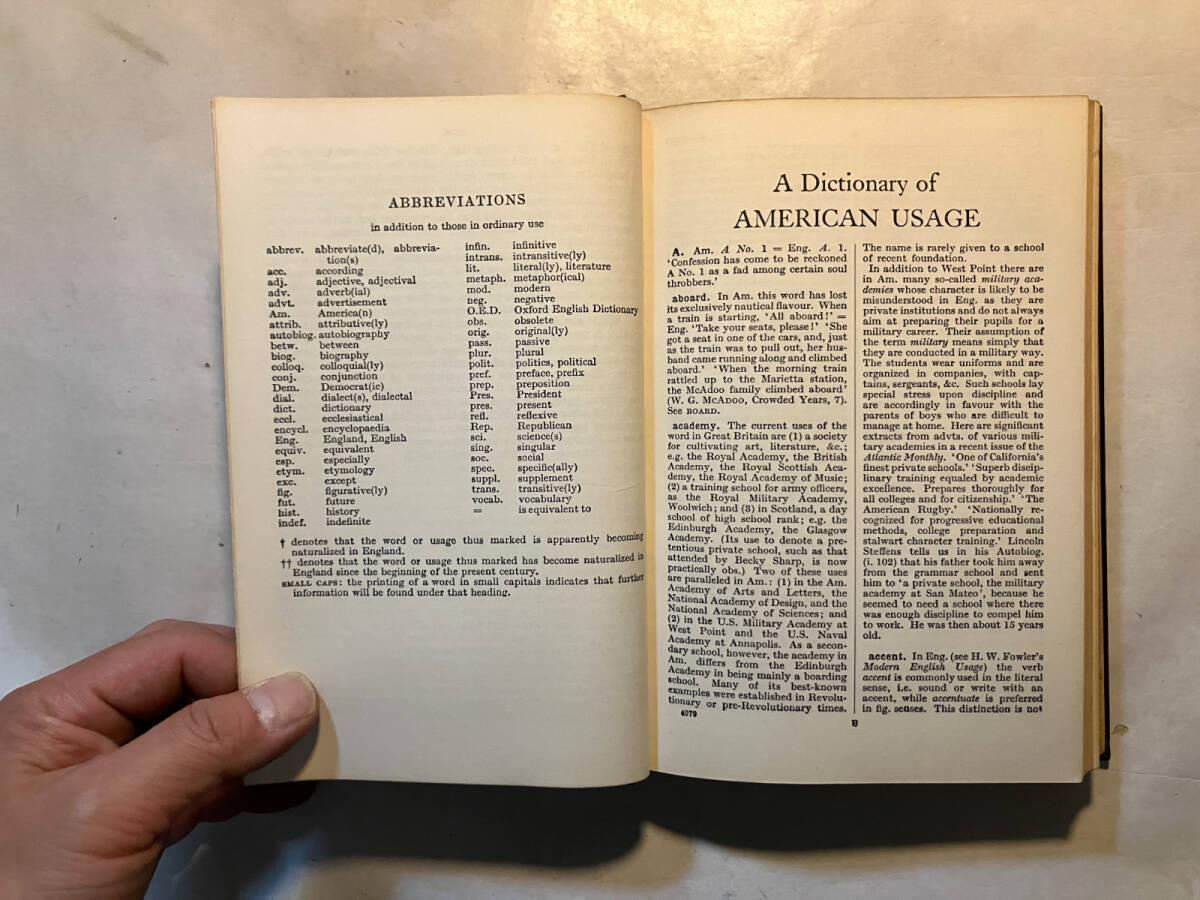 ABBREVIATIONS
in addition to those in ordinary use
abbrev. abbreviate(d), abbrevia-
tion(s)
acc. according
adj. adjective, adjectival
adv. adverb(ial)
advt. advertisement
Am. America(n)
attrib. attributive(ly)
autobiog. autobiography
betw. between
biog. biography
colloq. colloquial(ly)
conj. conjunction
Dem. Democrat(ic)
dial. dialect(s), dialectal
dict. dictionary
eccl. ecclesiastical
encycl. encyclopaedia
Eng. England, English
equiv. equivalent
esp. especially
etym. etymology
exc. except
fig. figurative(ly)
fut. future
hist. history
indef. indefinite
infin. infinitive
intrans. intransitive(ly)
lit. literal(ly), literature
metaph. metaphor(ical)
mod. modern
neg. negative
O.E.D. Oxford English Dictionary
obs. obsolete
orig. original(ly)
pass. passive
plur. plural
polit. politics, political
pref. preface, prefix
prep. preposition
Pres. President
pres. present
refl. reflexive
Rep. Republican
sci. science(s)
sing. singular
soc. social
spec. specific(ally)
suppl. supplement
trans. transitive(ly)
vocab. vocabulary
= is equivalent to
† denotes that the word or usage thus marked is apparently becoming
naturalized in England.
†† denotes that the word or usage thus marked has become naturalized in
England since the beginning of the present century.
SMALL CAPS: the printing of a word in small capitals indicates that further
information will be found under that heading.
A Dictionary of
AMERICAN USAGE
A. Am. A No. 1 = Eng. A. 1.
'Confession has come to be reckoned
A No. 1 as a fad among certain soul
throbbers.'
aboard. In Am. this word has lost
its exclusively nautical flavour. When
a train is starting, 'All aboard!' =
Eng. 'Take your seats, please!' 'She
got a seat in one of the cars, and, just
as the train was to pull out, her hus-
band came running along and climbed
aboard.' 'When the morning train
rattled up to the Marietta station,
the McAdoo family climbed aboard'
(W. G. MCADOO, Crowded Years, 7).
See BOARD.
academy. The current uses of the
word in Great Britain are (1) a society
for cultivating art, literature, &c.;
e.g. the Royal Academy, the British
Academy, the Royal Scottish Aca-
demy, the Royal Academy of Music;
(2) a training school for army officers,
as the Royal Military Academy,
Woolwich; and (3) in Scotland, a day
school of high school rank; e.g. the
Edinburgh Academy, the Glasgow
Academy. (Its use to denote a pre-
tentious private school, such as that
attended by Becky Sharp, is now
practically obs.) Two of these uses
are paralleled in Am.: (1) in the Am.
Academy of Arts and Letters, the
National Academy of Design, and the
National Academy of Sciences; and
(2) in the U.S. Military Academy at
West Point and the U.S. Naval
Academy at Annapolis. As a secon-
dary school, however, the academy in
Am. differs from the Edinburgh
Academy in being mainly a boarding
school. Many of its best-known
examples were established in Revolu-
tionary or pre-Revolutionary times.
4079
The name is rarely given to a school
of recent foundation.
In addition to West Point there are
in Am. many so-called military aca-
demies whose character is likely to be
misunderstood in Eng. as they are
private institutions and do not always
aim at preparing their pupils for a
military career. Their assumption of
the term military means simply that
they are conducted in a military way.
The students wear uniforms and are
organized in companies, with cap-
tains, sergeants, &c. Such schools lay
special stress upon discipline and
are accordingly in favour with the
parents of boys who are difficult to
manage at home. Here are significant
extracts from advts. of various mili-
tary academies in a recent issue of the
Atlantic Monthly. 'One of California's
finest private schools.' 'Superb discip-
linary training equaled by academic
excellence. Prepares thoroughly for
all colleges and for citizenship.' 'The
American Rugby.' 'Nationally re-
cognized for progressive educational
methods, college preparation and
stalwart character training.' Lincoln
Steffens tells us in his Autobiog.
(i. 102) that his father took him away
from the grammar school and sent
him to 'a private school, the military
academy at San Mateo', because he
seemed to need a school where there
was enough discipline to compel him
to work. He was then about 15 years
old.
accent. In Eng. (see H. W. Fowler's
Modern English Usage) the verb
accent is commonly used in the literal
sense, i.e. sound or write with an
accent, while accentuate is preferred
in fig. senses. This distinction is not
B